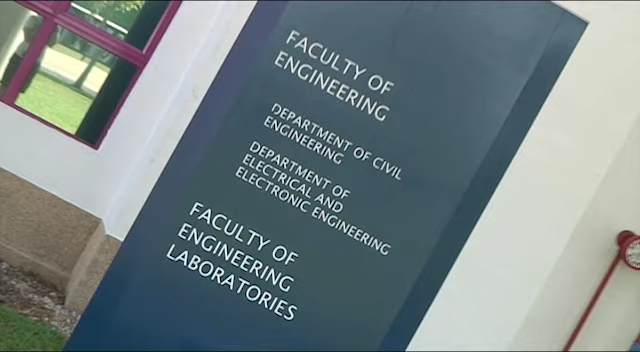 FACULTY OF
ENGINEERING
DEPARTMENT OF CIVIL
ENGINEERING
DEPARTMENT OF
ELECTRICAL AND
ELECTRONIC ENGINEERING
FACULTY OF
ENGINEERING
LABORATORIES